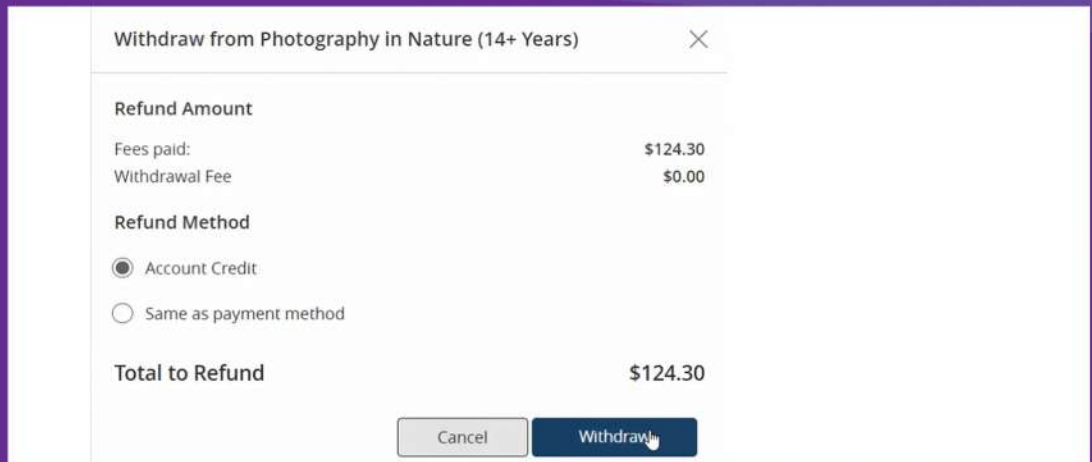 Withdraw from Photography in Nature (14+ Years)
Refund Amount
Fees paid: $124.30
Withdrawal Fee $0.00
Refund Method
Account Credit
Same as payment method
Total to Refund $124.30
Cancel Withdraw